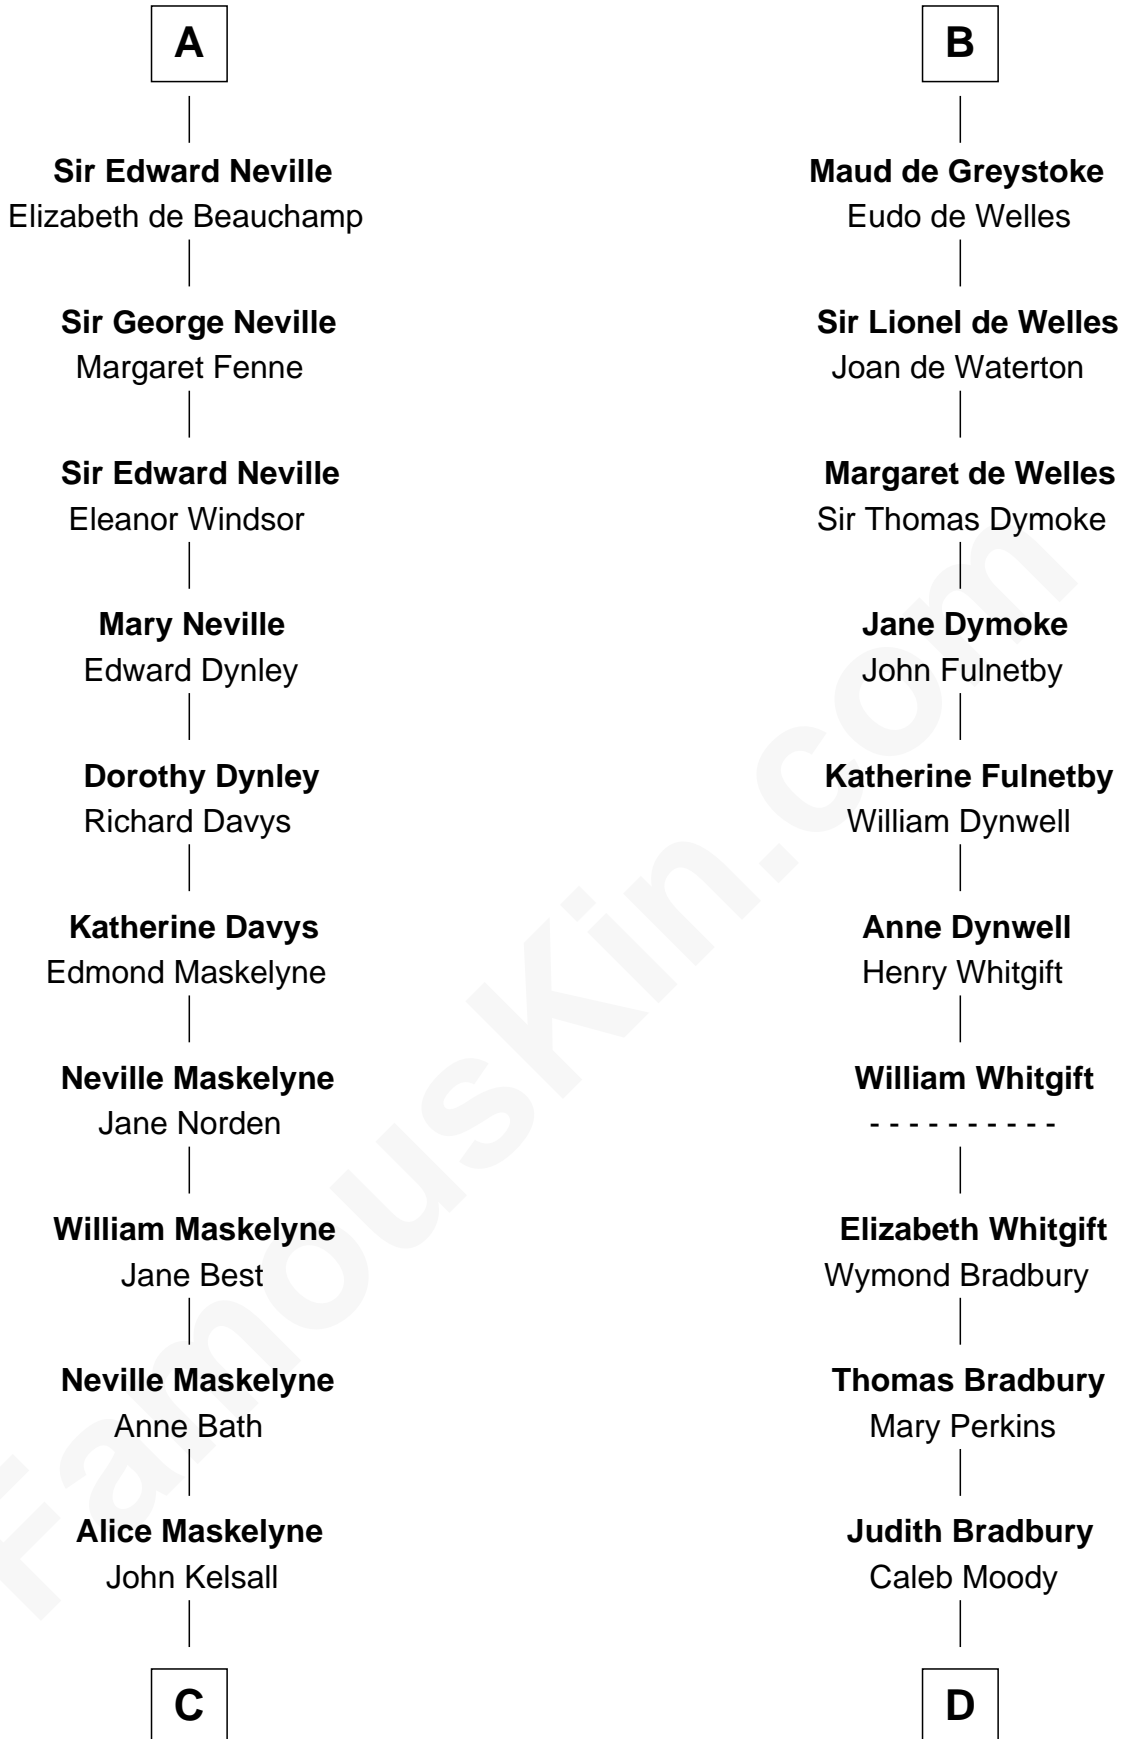 A
Sir Edward Neville
Elizabeth de Beauchamp
Sir George Neville
Margaret Fenne
Sir Edward Neville
Eleanor Windsor
Mary Neville
Edward Dynley
Dorothy Dynley
Richard Davys
Katherine Davys
Edmond Maskelyne
Neville Maskelyne
Jane Norden
William Maskelyne
Jane Best
Neville Maskelyne
Anne Bath
Alice Maskelyne
John Kelsall
C
B
Maud de Greystoke
Eudo de Welles
Sir Lionel de Welles
Joan de Waterton
Margaret de Welles
Sir Thomas Dymoke
Jane Dymoke
John Fulnetby
Katherine Fulnetby
William Dynwell
Anne Dynwell
Henry Whitgift
William Whitgift
- - - - - - - - - -
Elizabeth Whitgift
Wymond Bradbury
Thomas Bradbury
Mary Perkins
Judith Bradbury
Caleb Moody
D
FamousKin.com